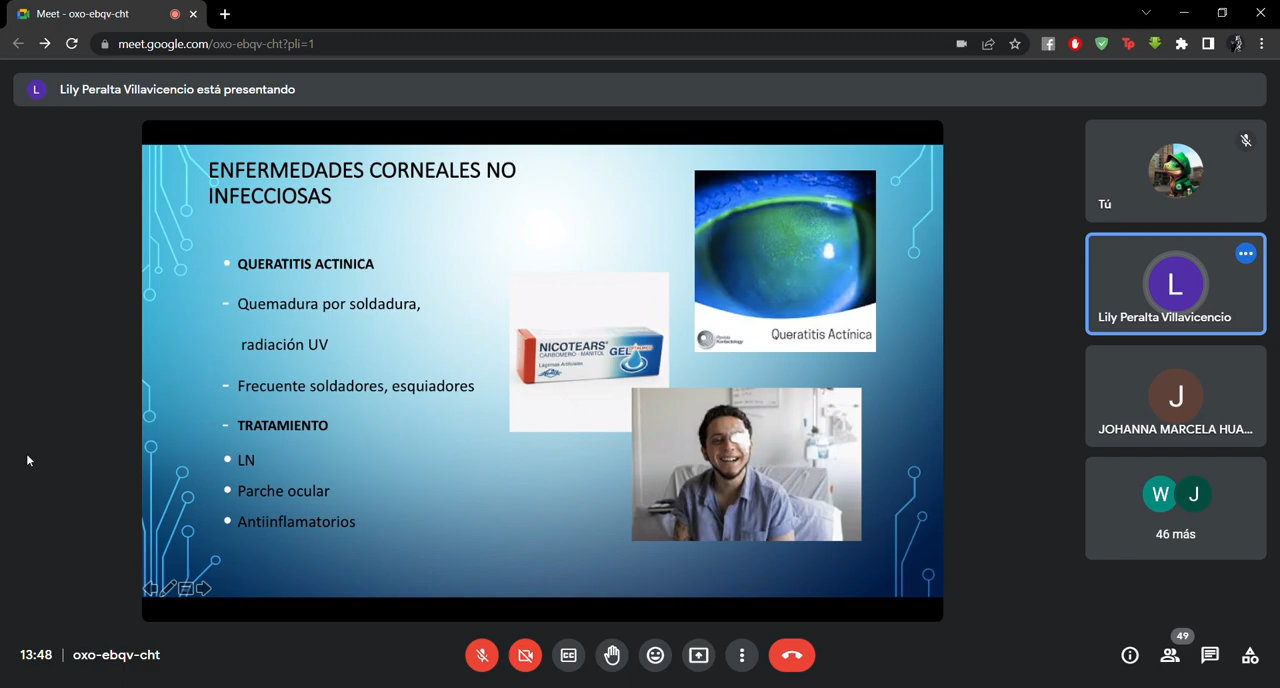 Meet - oxo-ebqv-cht
meet.google.com/oxo-ebqv-cht?pli=1
L
Lily Peralta Villavicencio está presentando
ENFERMEDADES CORNEALES NO
INFECCIOSAS
QUERATITIS ACTINICA
- Quemadura por soldadura,
radiación UV
- Frecuente soldadores, esquiadores
- TRATAMIENTO
LN
Parche ocular
Antiinflamatorios
NICOTEARS
CARBOMERO - MANITOL GEL
Lágrimas Artificiales
Queratitis Actínica
Tú
L
Lily Peralta Villavicencio
J
JOHANNA MARCELA HUA...
W J
46 más
13:48 | oxo-ebqv-cht
49